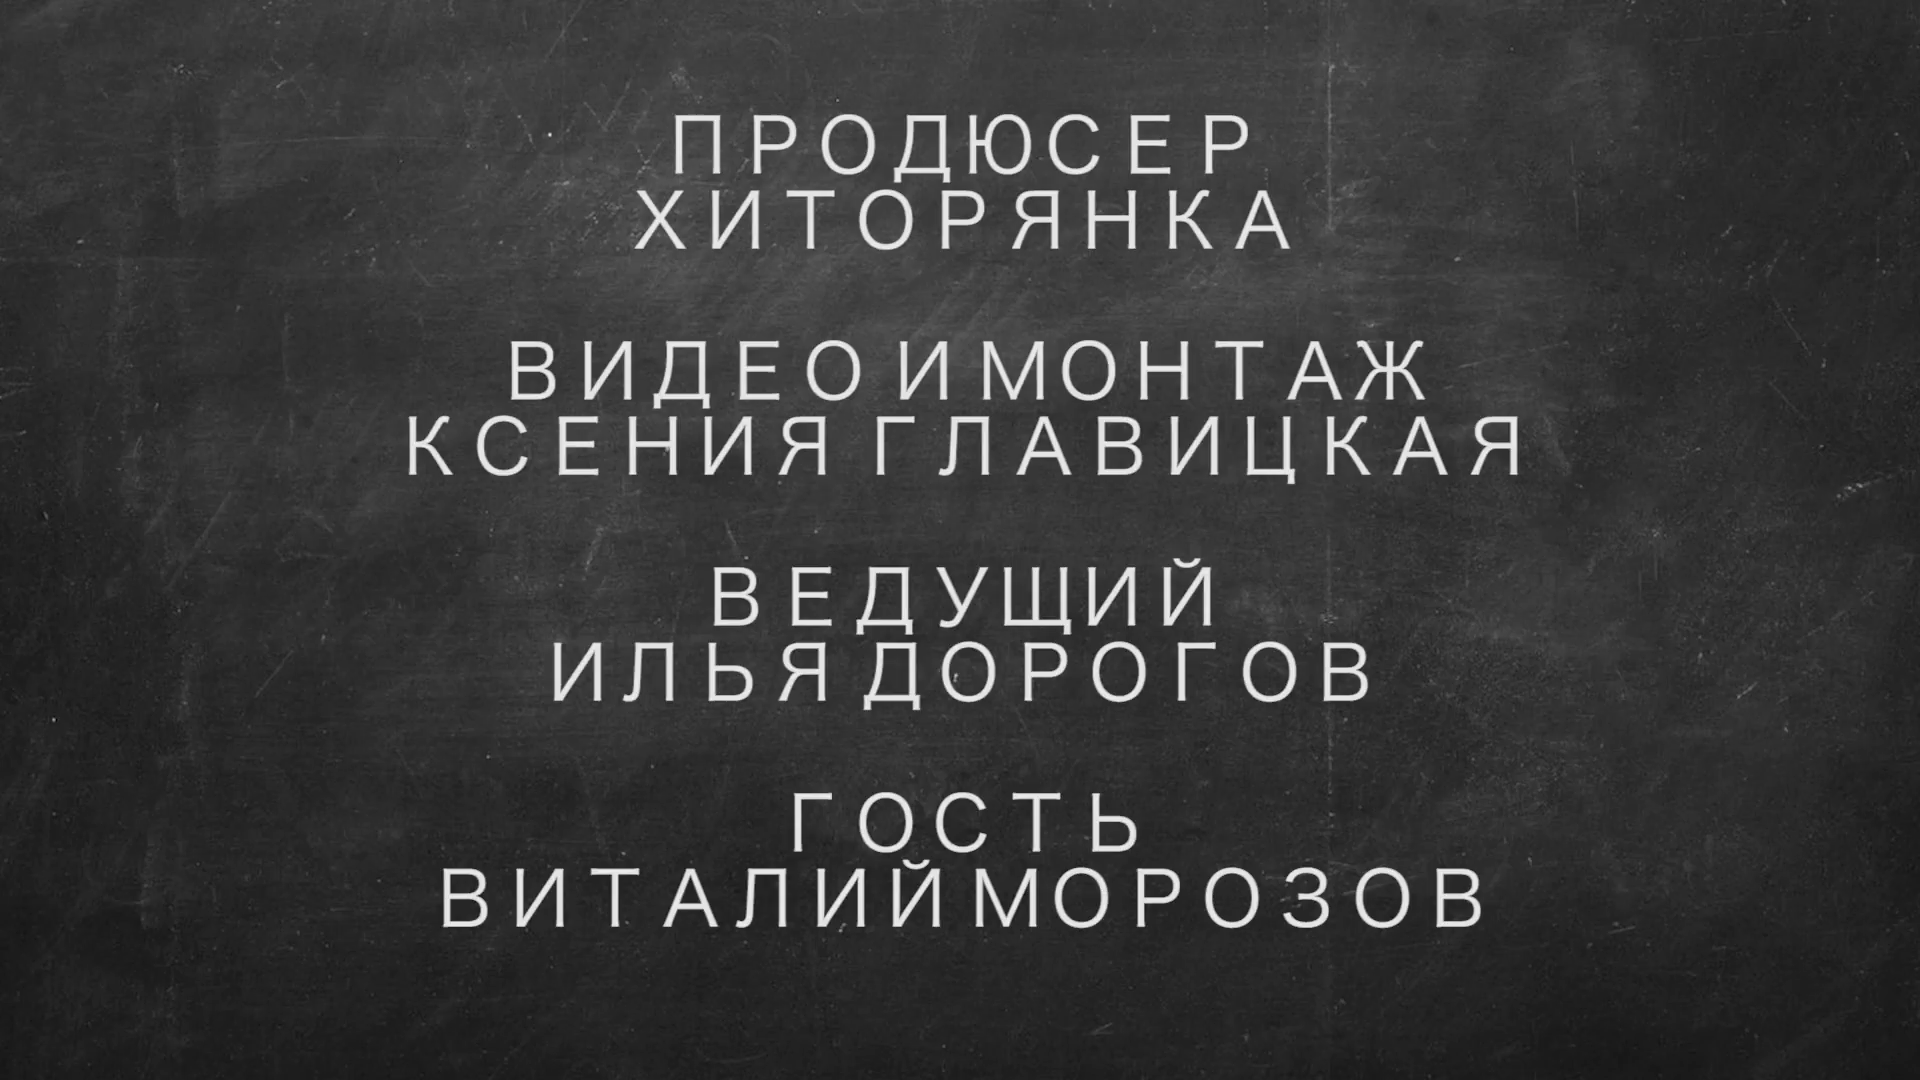 ПРОДЮСЕР
ХИТОРЯНКА
ВИДЕО И МОНТАЖ
КСЕНИЯ ГЛАВИЦКАЯ
ВЕДУЩИЙ
ИЛЬЯ ДОРОГОВ
ГОСТЬ
ВИТАЛИЙ МОРОЗОВ